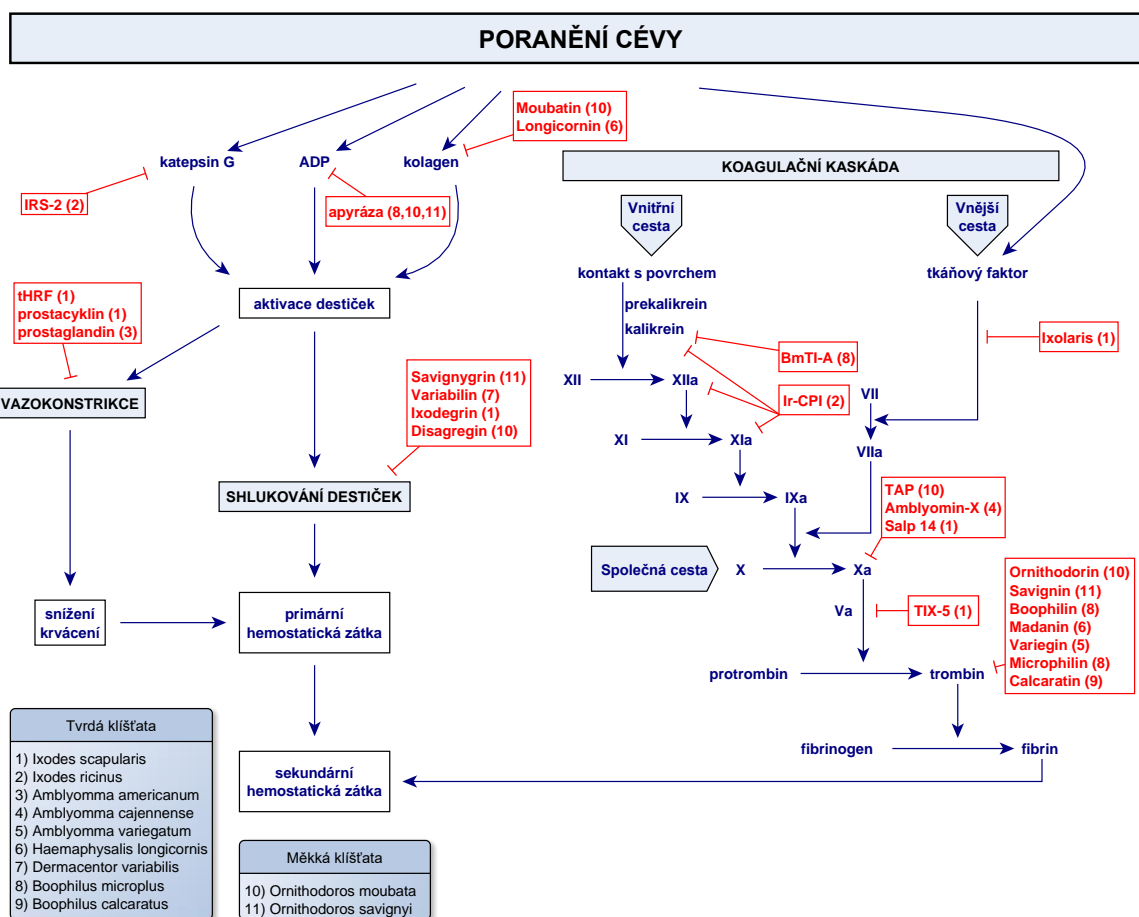 PORANĚNÍ CÉVY
Moubatin (10)
Longicornin (6)
katepsin G
ADP
kolagen
IRS-2 (2)
apyráza (8,10,11)
KOAGULAČNÍ KASKÁDA
Vnitřní
cesta
Vnější
cesta
kontakt s povrchem
tkáňový faktor
prekalikrein
kalikrein
tHRF (1)
prostacyklin (1)
prostaglandin (3)
aktivace destiček
Ixolaris (1)
BmTI-A (8)
VAZOKONSTRIKCE
Savignygrin (11)
Variabilin (7)
Ixodegrin (1)
Disagregin (10)
XII
XIIa
Ir-CPI (2)
VII
XI
XIa
VIIa
SHLUKOVÁNÍ DESTIČEK
IX
IXa
TAP (10)
Amblyomin-X (4)
Salp 14 (1)
Společná cesta
X
Xa
snížení
krvácení
primární
hemostatická zátka
Va
TIX-5 (1)
Ornithodorin (10)
Savignin (11)
Boophilin (8)
Madanin (6)
Variegin (5)
Microphilin (8)
Calcaratin (9)
protrombin
trombin
fibrinogen
fibrin
sekundární
hemostatická zátka
Tvrdá klíšťata
1) Ixodes scapularis
2) Ixodes ricinus
3) Amblyomma americanum
4) Amblyomma cajennense
5) Amblyomma variegatum
6) Haemaphysalis longicornis
7) Dermacentor variabilis
8) Boophilus microplus
9) Boophilus calcaratus
Měkká klíšťata
10) Ornithodoros moubata
11) Ornithodoros savignyi